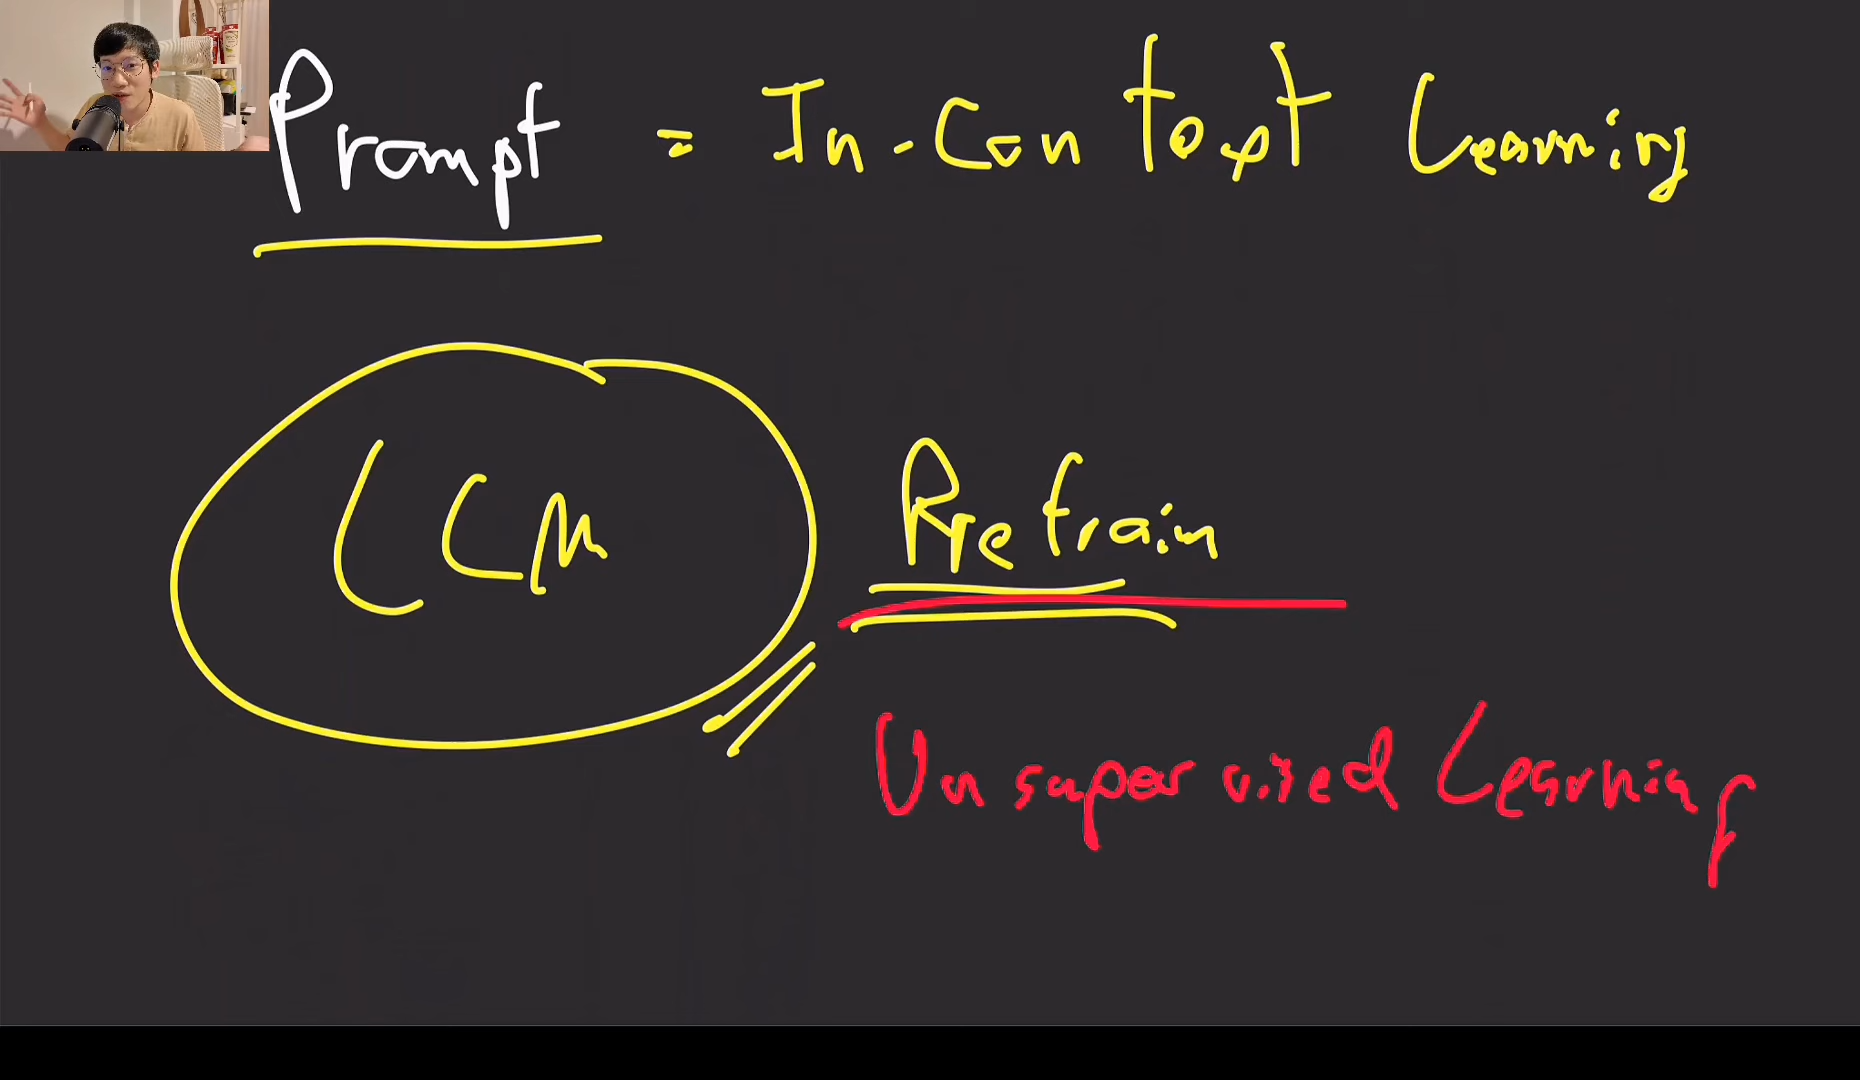 Prompt = In-Context Learning
LLM
Pretrain
Unsupervised Learning